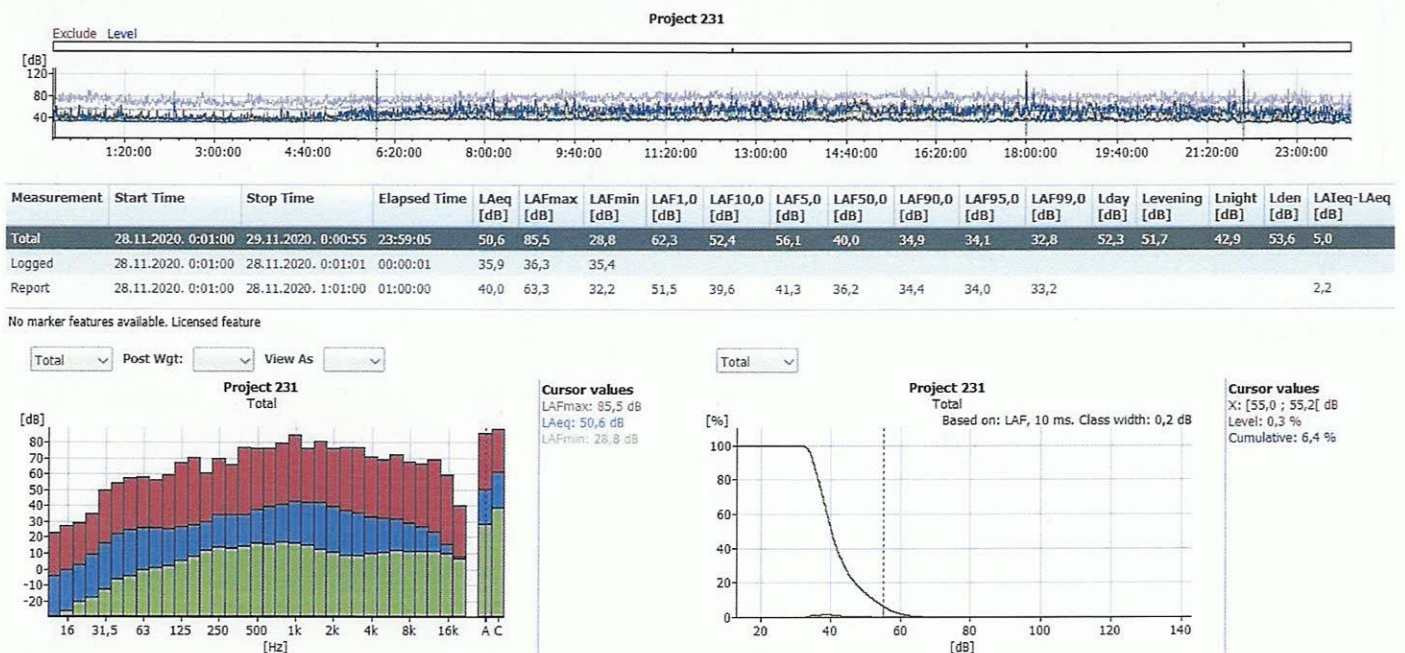 Project 231
Exclude Level
[dB]
120
80
40
1:20:00 3:00:00 4:40:00 6:20:00 8:00:00 9:40:00 11:20:00 13:00:00 14:40:00 16:20:00 18:00:00 19:40:00 21:20:00 23:00:00
Measurement Start Time Stop Time Elapsed Time LAeq [dB] LAFmax [dB] LAFmin [dB] LAF1,0 [dB] LAF10,0 [dB] LAF5,0 [dB] LAF50,0 [dB] LAF90,0 [dB] LAF95,0 [dB] LAF99,0 [dB] Lday [dB] Levening [dB] Lnight [dB] Lden [dB] LAIeq-LAeq [dB]
Total 28.11.2020. 0:01:00 29.11.2020. 0:00:55 23:59:05 50,6 85,5 28,8 62,3 52,4 56,1 40,0 34,9 34,1 32,8 52,3 51,7 42,9 53,6 5,0
Logged 28.11.2020. 0:01:00 28.11.2020. 0:01:01 00:00:01 35,9 36,3 35,4
Report 28.11.2020. 0:01:00 28.11.2020. 1:01:00 01:00:00 40,0 63,3 32,2 51,5 39,6 41,3 36,2 34,4 34,0 33,2 2,2
No marker features available. Licensed feature
Total Post Wgt: View As
Project 231
Total
[dB]
80
70
60
50
40
30
20
10
0
-10
-20
16 31,5 63 125 250 500 1k 2k 4k 8k 16k A C
[Hz]
Cursor values
LAFmax: 85,5 dB
LAeq: 50,6 dB
LAFmin: 28,8 dB
Total
Project 231
Total
[%] Based on: LAF, 10 ms. Class width: 0,2 dB
100
80
60
40
20
0
20 40 60 80 100 120 140
[dB]
Cursor values
X: [55,0 ; 55,2[ dB
Level: 0,3 %
Cumulative: 6,4 %